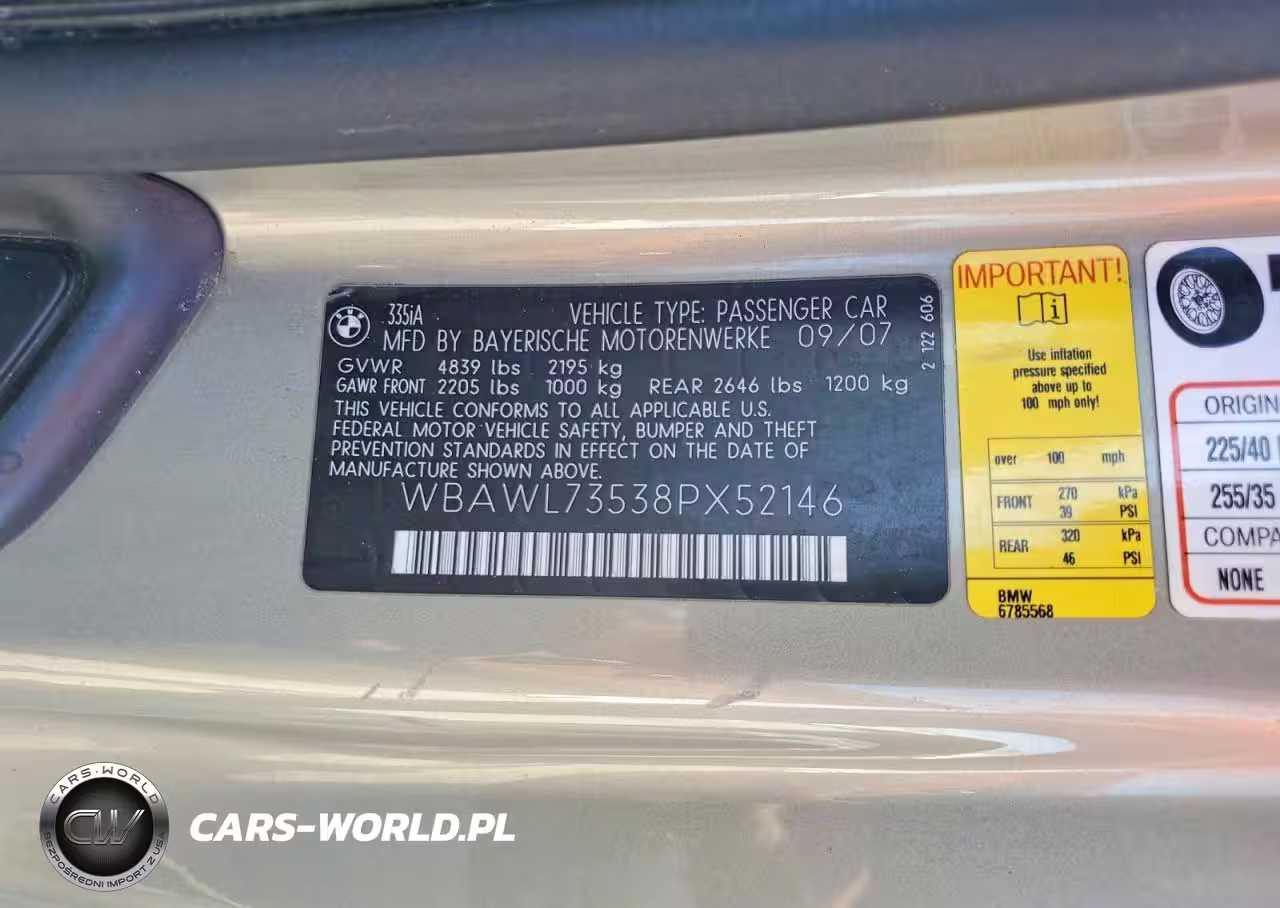 335iA VEHICLE TYPE: PASSENGER CAR
MFD BY BAYERISCHE MOTORENWERKE 09/07
GVWR 4839 lbs 2195 kg
GAWR FRONT 2205 lbs 1000 kg REAR 2646 lbs 1200 kg
THIS VEHICLE CONFORMS TO ALL APPLICABLE U.S.
FEDERAL MOTOR VEHICLE SAFETY, BUMPER AND THEFT
PREVENTION STANDARDS IN EFFECT ON THE DATE OF
MANUFACTURE SHOWN ABOVE.
WBAWL73538PX52146
2 122 606
IMPORTANT!
Use inflation
pressure specified
above up to
100 mph only!
over 100 mph
FRONT 270 kPa
39 PSI
REAR 320 kPa
46 PSI
BMW
6785568
ORIGIN
225/40
255/35
COMPA
NONE
CARS-WORLD
CW
BEZPOŚREDNI IMPORT Z USA
CARS-WORLD.PL